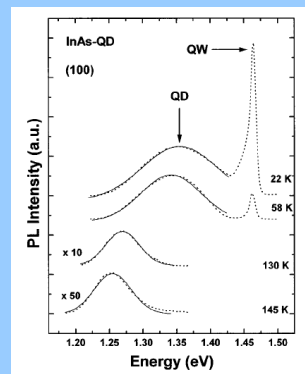 InAs-QD
QW
(100)
QD
PL Intensity (a.u.)
22 K
58 K
x 10
130 K
x 50
145 K
1.20 1.25 1.30 1.35 1.40 1.45 1.50
Energy (eV)